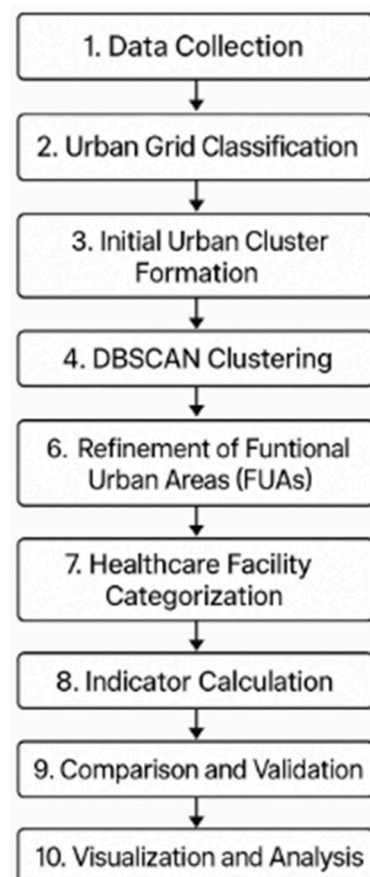 1. Data Collection
2. Urban Grid Classification
3. Initial Urban Cluster
Formation
4. DBSCAN Clustering
6. Refinement of Funtional
Urban Areas (FUAs)
7. Healthcare Facility
Categorization
8. Indicator Calculation
9. Comparison and Validation
10. Visualization and Analysis